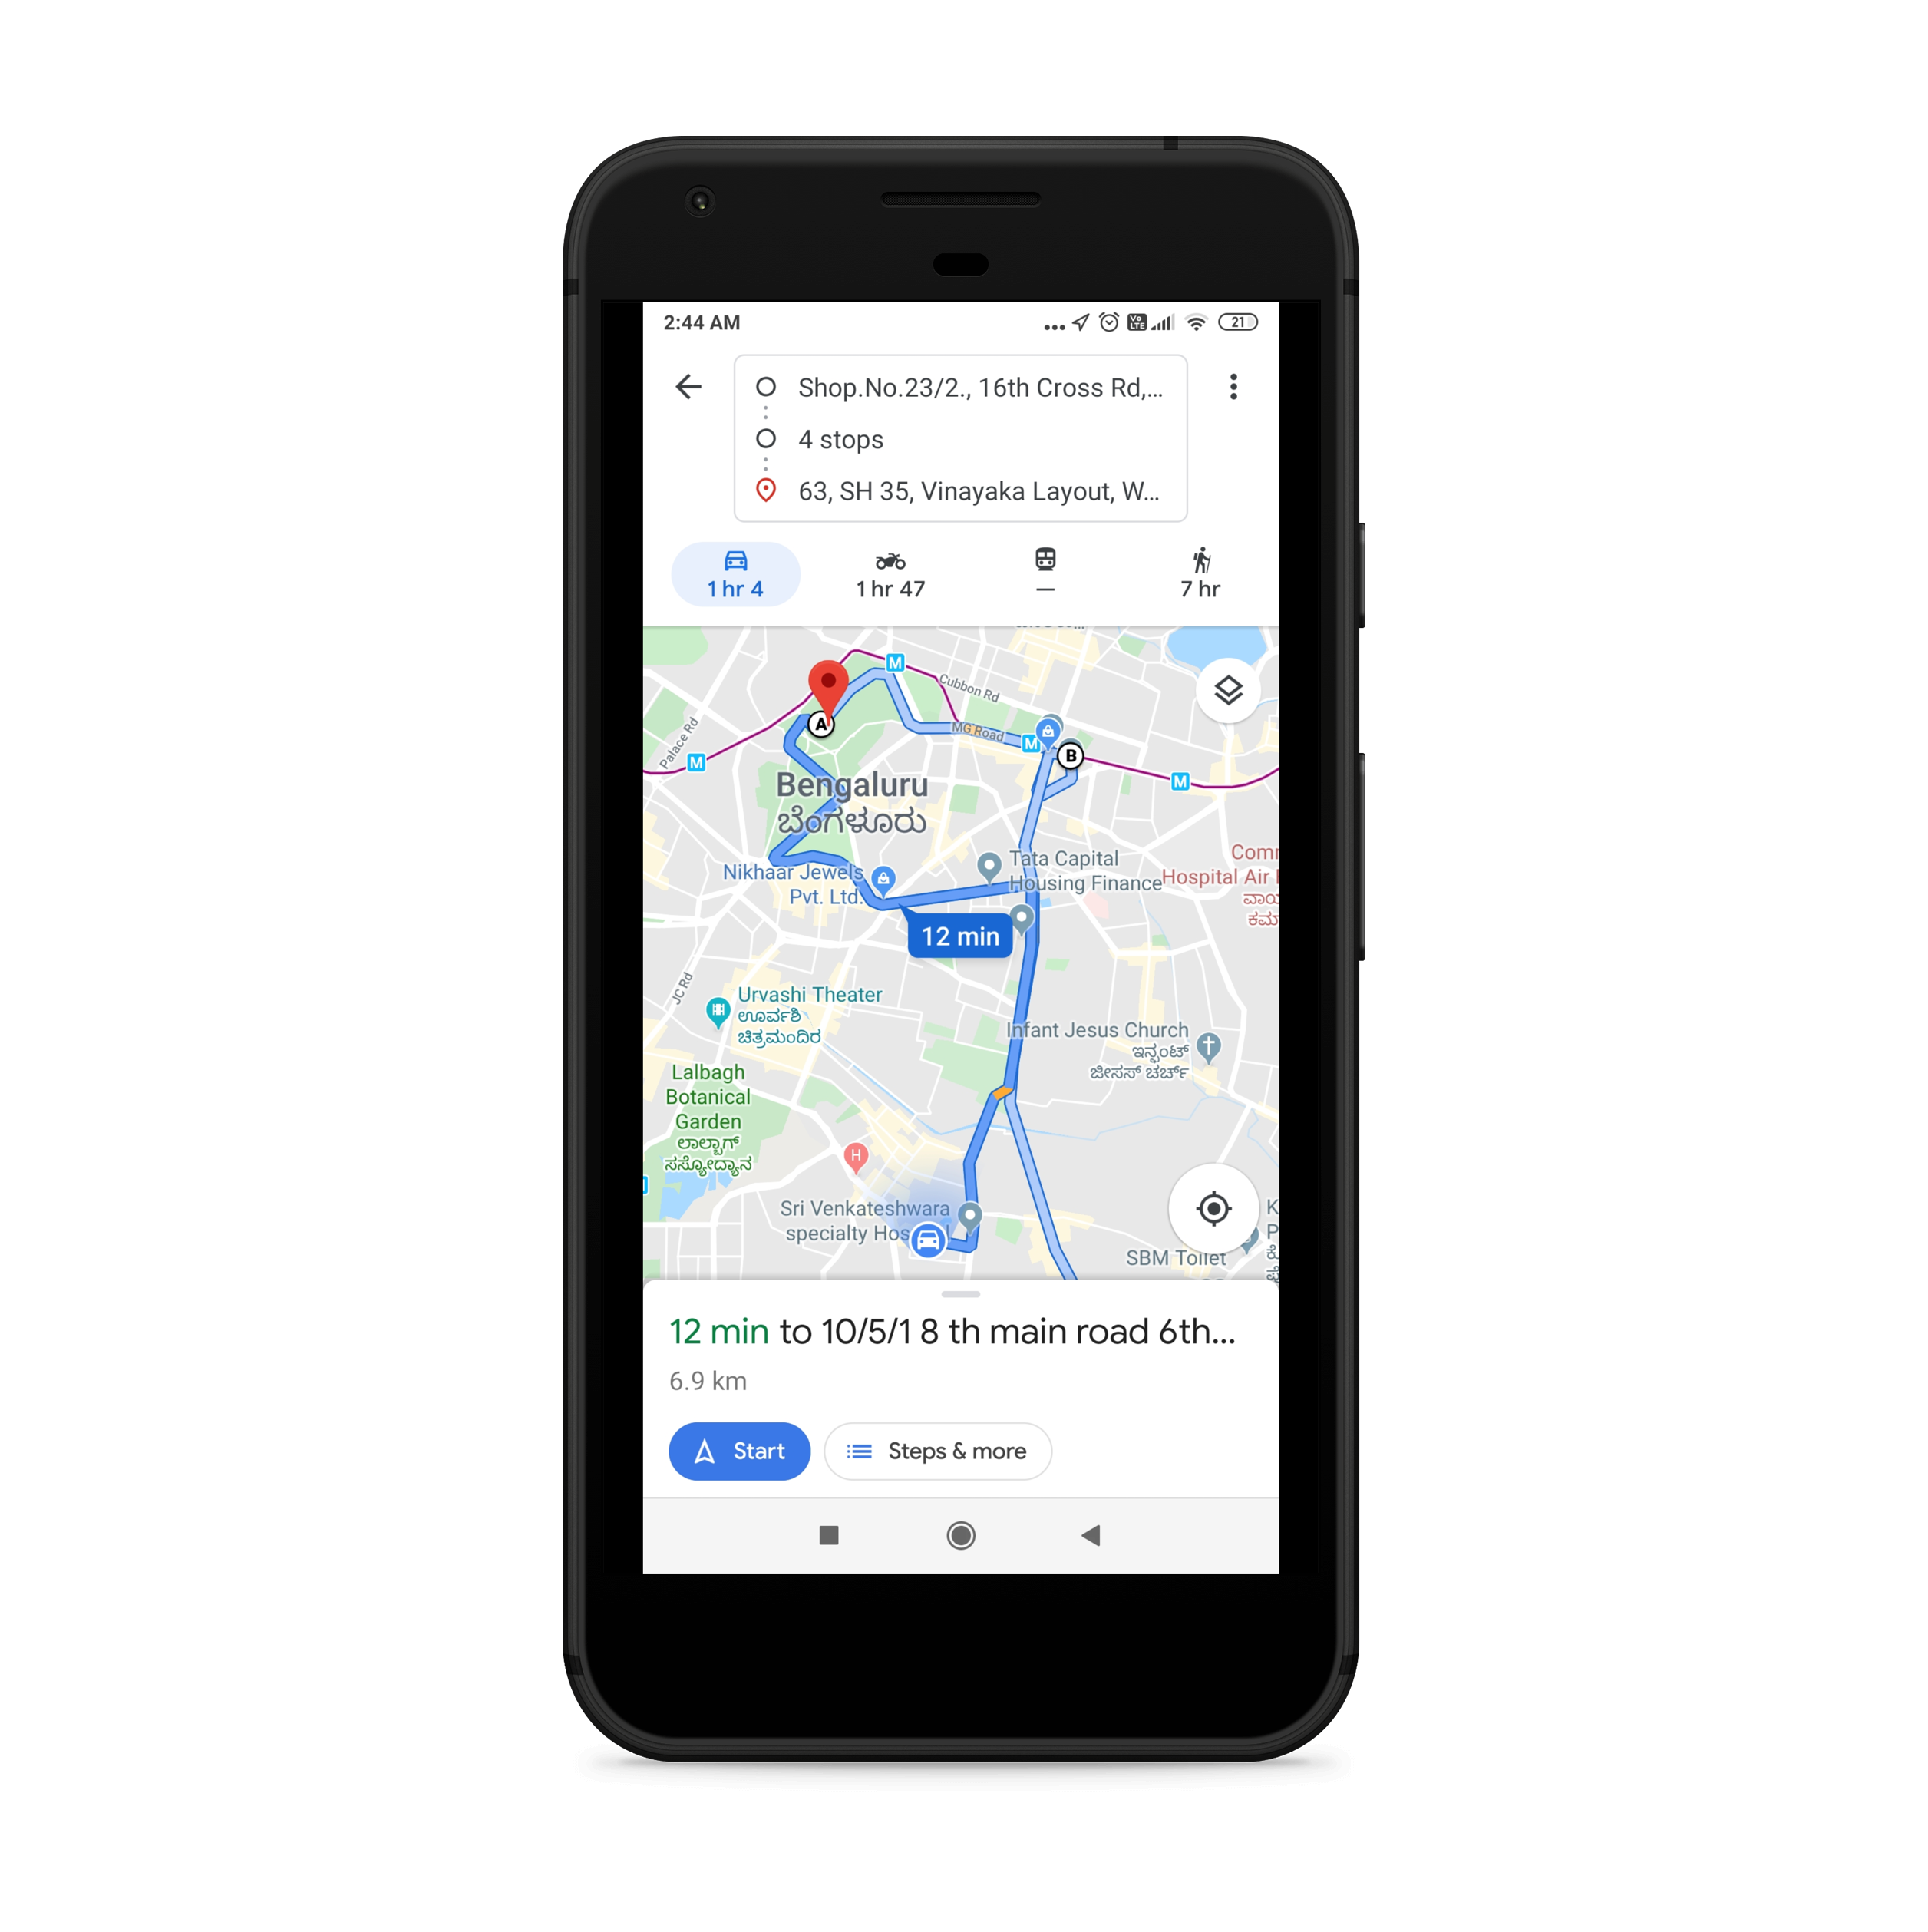 2:44 AM
Vo LTE
21
Shop.No.23/2., 16th Cross Rd,...
4 stops
63, SH 35, Vinayaka Layout, W...
1 hr 4
1 hr 47
—
7 hr
M
Cubbon Rd
Palace Rd
A
MG Road
M
B
M
M
Bengaluru
ಬೆಂಗಳೂರು
Nikhaar Jewels
Pvt. Ltd.
Tata Capital
Housing Finance
Hospital Air
12 min
JC Rd
Urvashi Theater
ಊರ್ವಶಿ
ಚಿತ್ರಮಂದಿರ
Infant Jesus Church
ಇನ್ಫಂಟ್
ಜೀಸಸ್ ಚರ್ಚ್
Lalbagh
Botanical
Garden
ಲಾಲ್ಬಾಗ್
ಸಸ್ಯೋದ್ಯಾನ
H
Sri Venkateshwara
specialty Hos
SBM Toilet
12 min to 10/5/1 8 th main road 6th...
6.9 km
Start
Steps & more